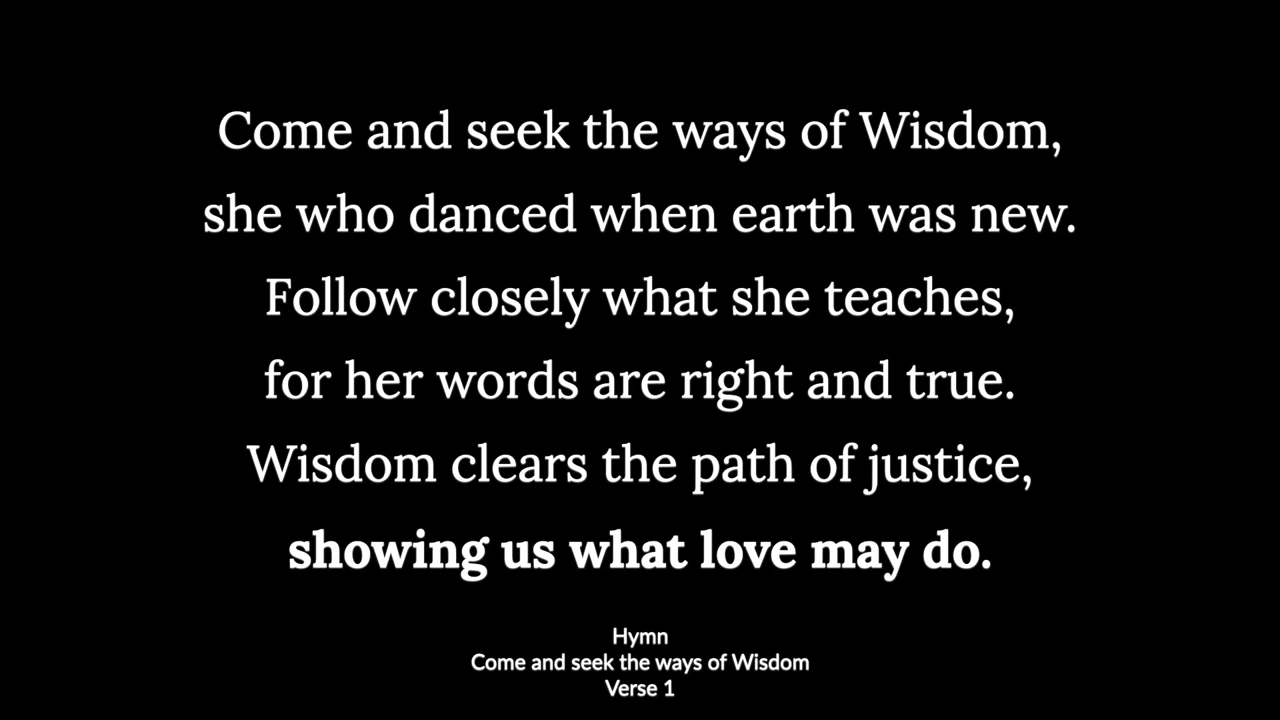 Come and seek the ways of Wisdom,
she who danced when earth was new.
Follow closely what she teaches,
for her words are right and true.
Wisdom clears the path of justice,
showing us what love may do.
Hymn
Come and seek the ways of Wisdom
Verse 1